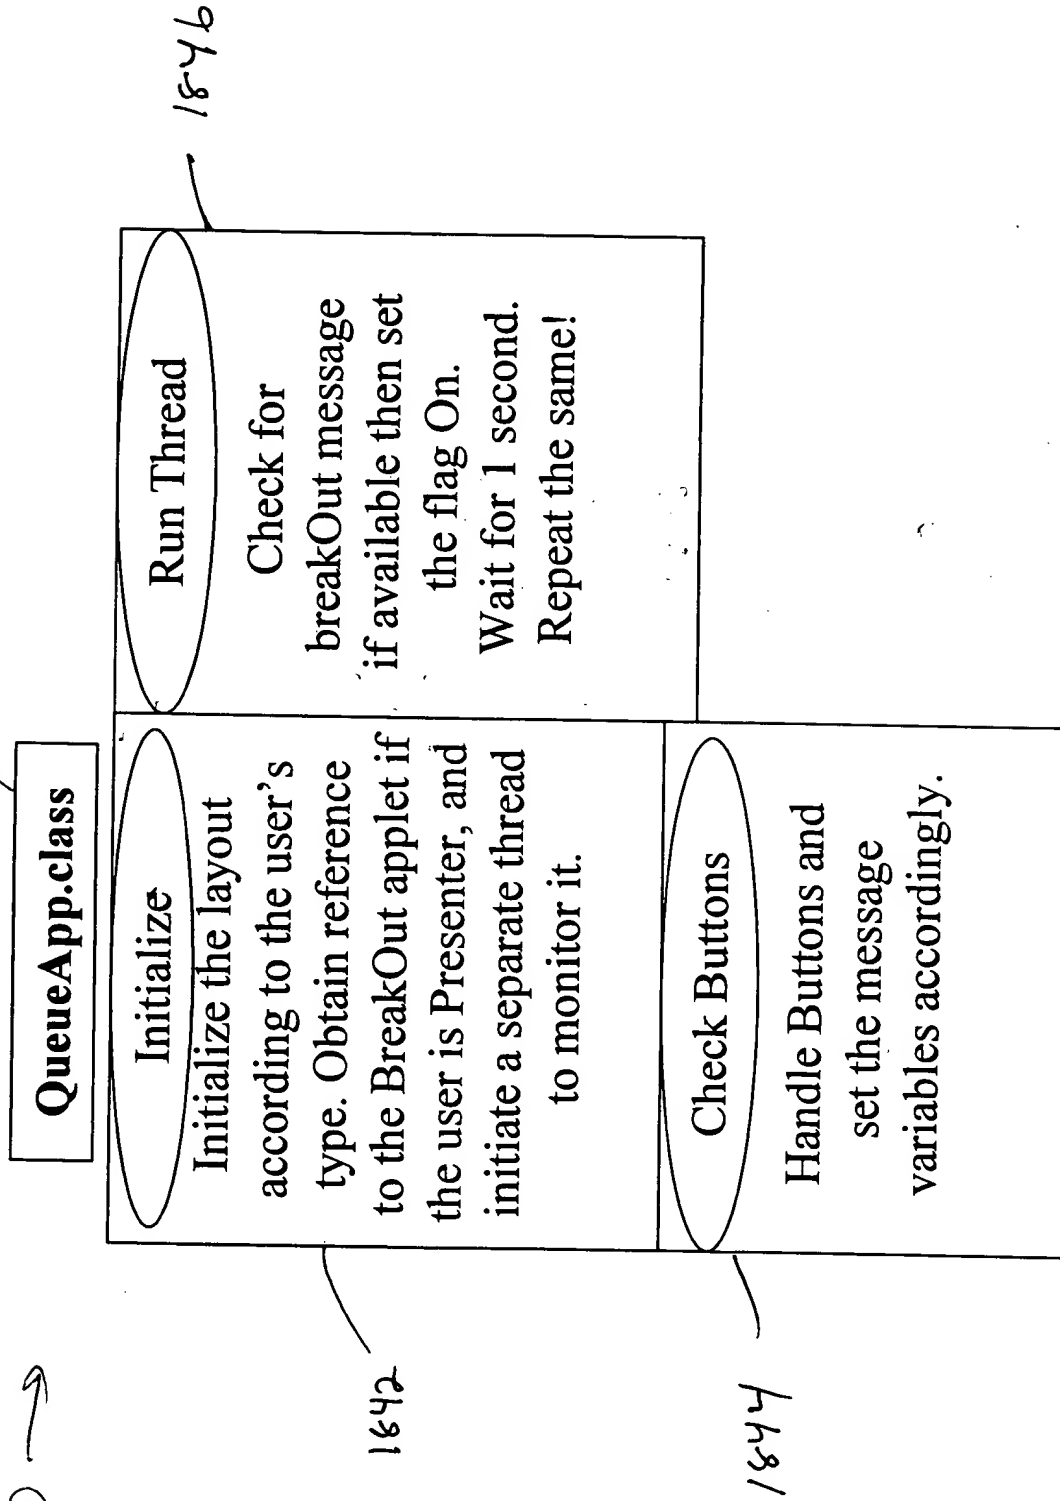 QueueApp.class
Initialize
Initialize the layout
according to the user's
type. Obtain reference
to the BreakOut applet if
the user is Presenter, and
initiate a separate thread
to monitor it.
Run Thread
Check for
breakOut message
if available then set
the flag On.
Wait for 1 second.
Repeat the same!
Check Buttons
Handle Buttons and
set the message
variables accordingly.
1842
1844
1846